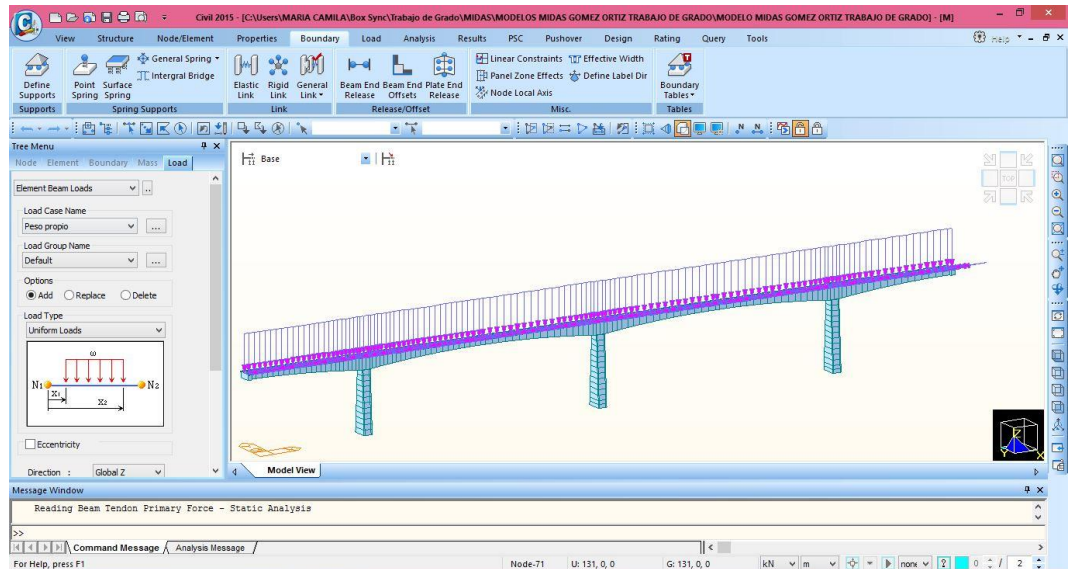 Civil 2015 - [C:\Users\MARIA CAMILA\Box Sync\Trabajo de Grado\MIDAS\MODELOS MIDAS GOMEZ ORTIZ TRABAJO DE GRADO\MODELO MIDAS GOMEZ ORTIZ TRABAJO DE GRADO] - [M]
View Structure Node/Element Properties Boundary Load Analysis Results PSC Pushover Design Rating Query Tools Help
General Spring
Intergral Bridge
Linear Constraints Effective Width
Panel Zone Effects Define Label Dir
Node Local Axis
Define Supports
Point Spring
Surface Spring
Elastic Link
Rigid Link
General Link
Beam End Release
Beam End Offsets
Plate End Release
Boundary Tables
Supports Spring Supports Link Release/Offset Misc. Tables
Tree Menu
Node Element Boundary Mass Load
Base
TOP
Element Beam Loads ..
Load Case Name
Peso propio ...
Load Group Name
Default ...
Options
Add Replace Delete
Load Type
Uniform Loads
ω
N1 N2
X1
X2
Eccentricity
Direction : Global Z
Model View
Z
Y X
Message Window
Reading Beam Tendon Primary Force - Static Analysis
>>
Command Message Analysis Message
For Help, press F1 Node-71 U: 131, 0, 0 G: 131, 0, 0 kN m none ? 0 / 2